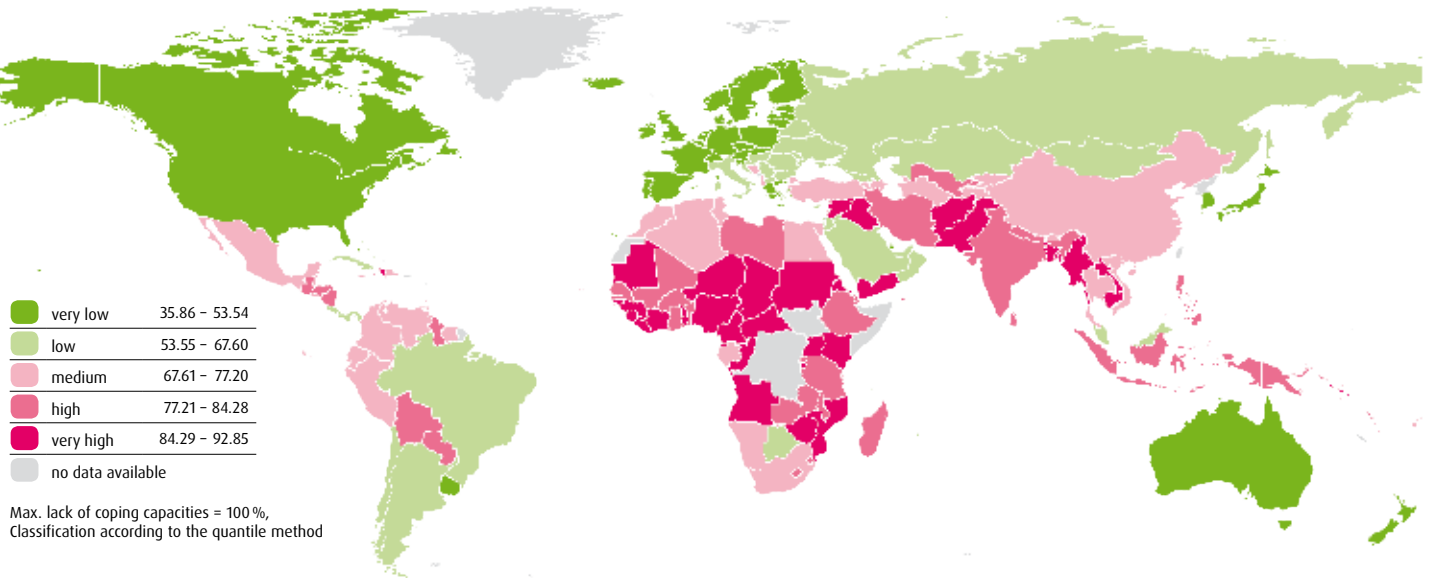 very low 35.86 – 53.54
low 53.55 – 67.60
medium 67.61 – 77.20
high 77.21 – 84.28
very high 84.29 – 92.85
no data available
Max. lack of coping capacities = 100 %,
Classification according to the quantile method